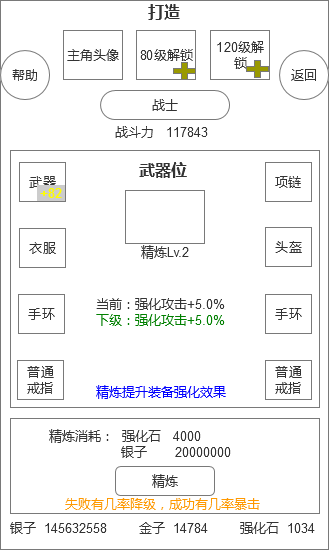 打造
帮助
主角头像
80级解锁
120级解
锁
返回
战士
战斗力 117843
武器
+82
武器位
项链
精炼Lv.2
衣服
头盔
手环
当前：强化攻击+5.0%
下级：强化攻击+5.0%
手环
普通
戒指
精炼提升装备强化效果
普通
戒指
精炼消耗： 强化石 4000
银子 20000000
精炼
失败有几率降级，成功有几率暴击
银子 145632558 金子 14784 强化石 1034